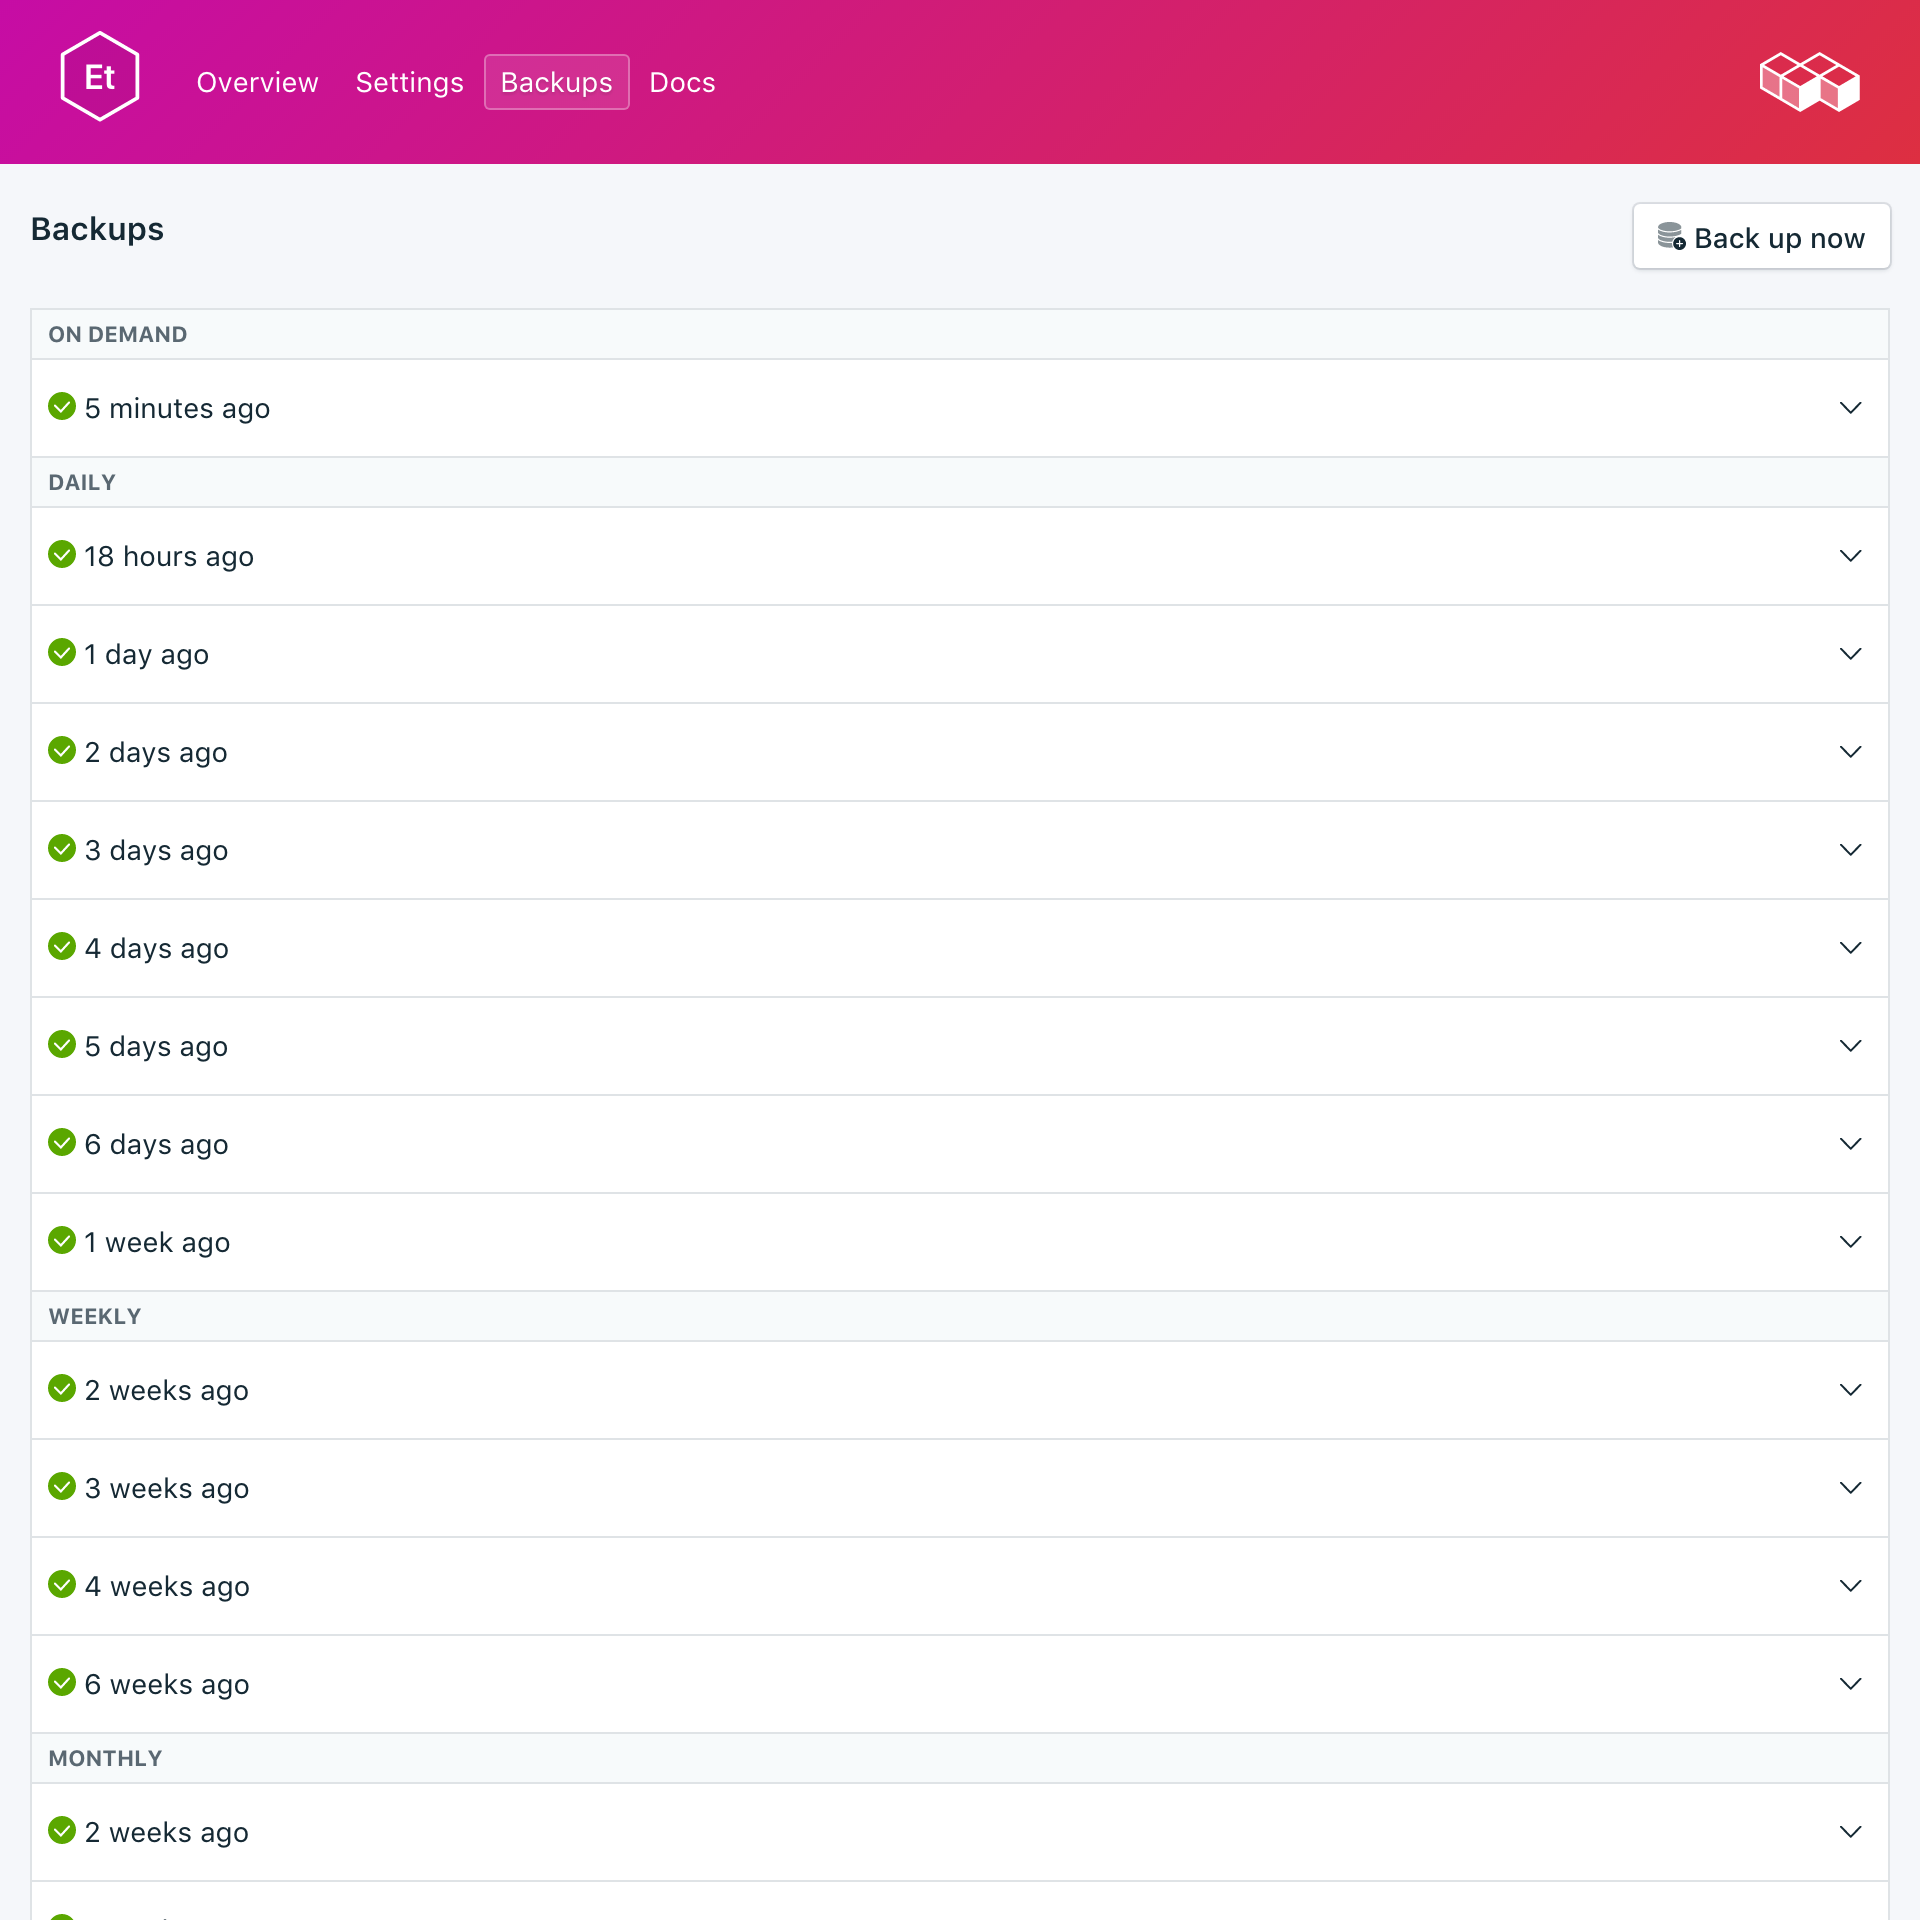 Et
Overview Settings Backups Docs
Backups
Back up now
ON DEMAND
5 minutes ago
DAILY
18 hours ago
1 day ago
2 days ago
3 days ago
4 days ago
5 days ago
6 days ago
1 week ago
WEEKLY
2 weeks ago
3 weeks ago
4 weeks ago
6 weeks ago
MONTHLY
2 weeks ago